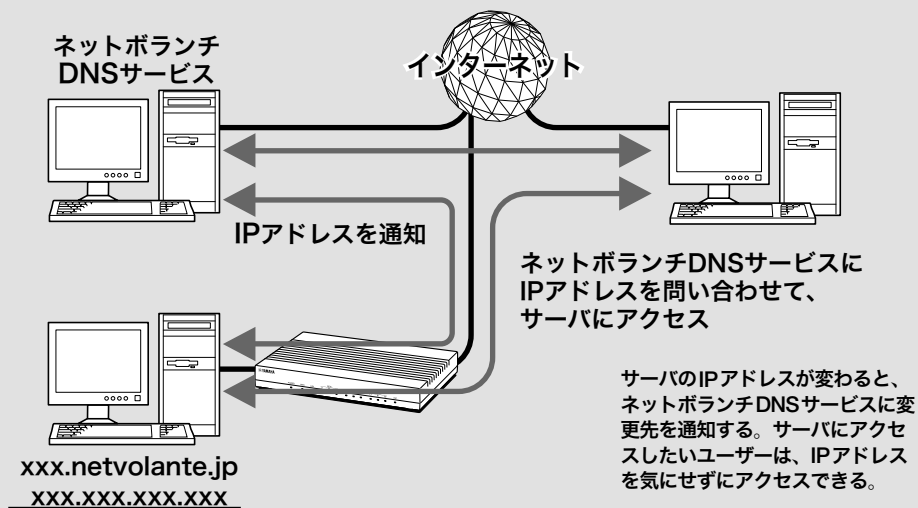 ネットボランチ
DNSサービス
インターネット
IPアドレスを通知
ネットボランチDNSサービスに
IPアドレスを問い合わせて、
サーバにアクセス
サーバのIPアドレスが変わると、
ネットボランチDNSサービスに変
更先を通知する。サーバにアクセ
スしたいユーザーは、IPアドレス
を気にせずにアクセスできる。
YAMAHA
xxx.netvolante.jp
xxx.xxx.xxx.xxx